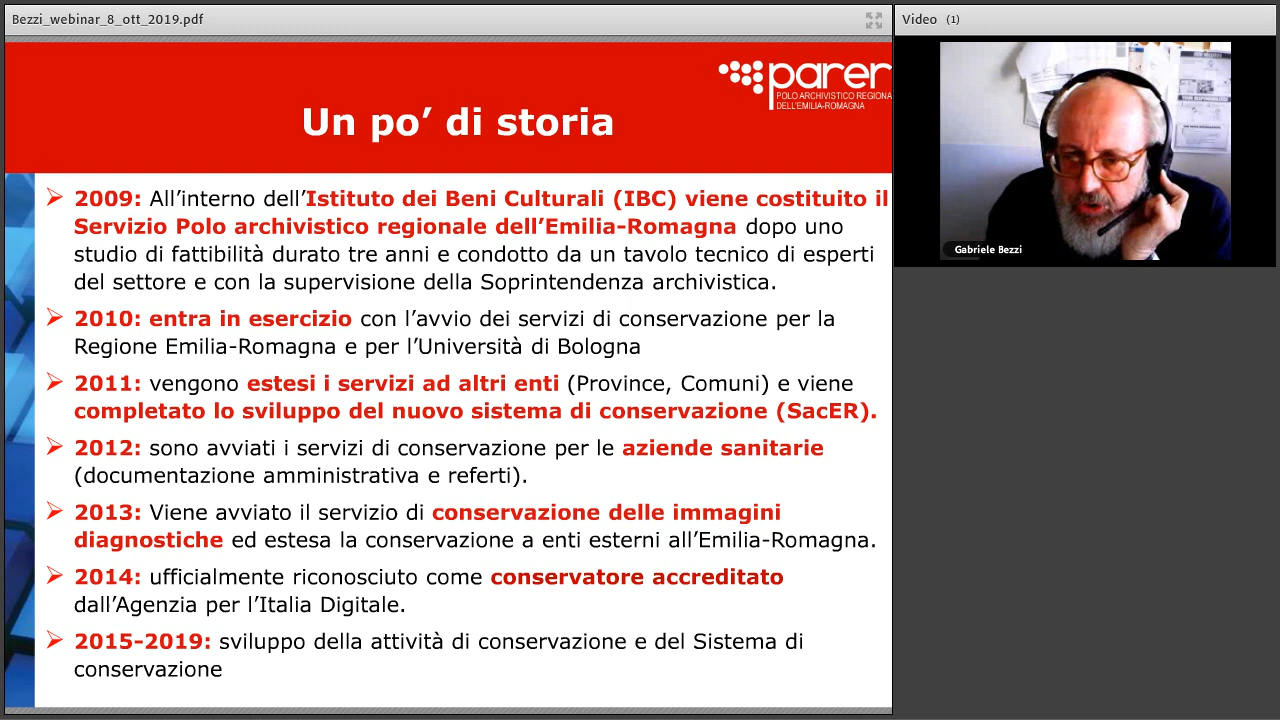 Bezzi_webinar_8_ott_2019.pdf
Video (1)
parer
POLO ARCHIVISTICO REGIONA
DELL'EMILIA-ROMAGNA
Un po’ di storia
2009: All’interno dell’Istituto dei Beni Culturali (IBC) viene costituito il
Servizio Polo archivistico regionale dell’Emilia-Romagna dopo uno
studio di fattibilità durato tre anni e condotto da un tavolo tecnico di esperti
del settore e con la supervisione della Soprintendenza archivistica.
2010: entra in esercizio con l’avvio dei servizi di conservazione per la
Regione Emilia-Romagna e per l’Università di Bologna
2011: vengono estesi i servizi ad altri enti (Province, Comuni) e viene
completato lo sviluppo del nuovo sistema di conservazione (SacER).
2012: sono avviati i servizi di conservazione per le aziende sanitarie
(documentazione amministrativa e referti).
2013: Viene avviato il servizio di conservazione delle immagini
diagnostiche ed estesa la conservazione a enti esterni all’Emilia-Romagna.
2014: ufficialmente riconosciuto come conservatore accreditato
dall’Agenzia per l’Italia Digitale.
2015-2019: sviluppo della attività di conservazione e del Sistema di
conservazione
Gabriele Bezzi